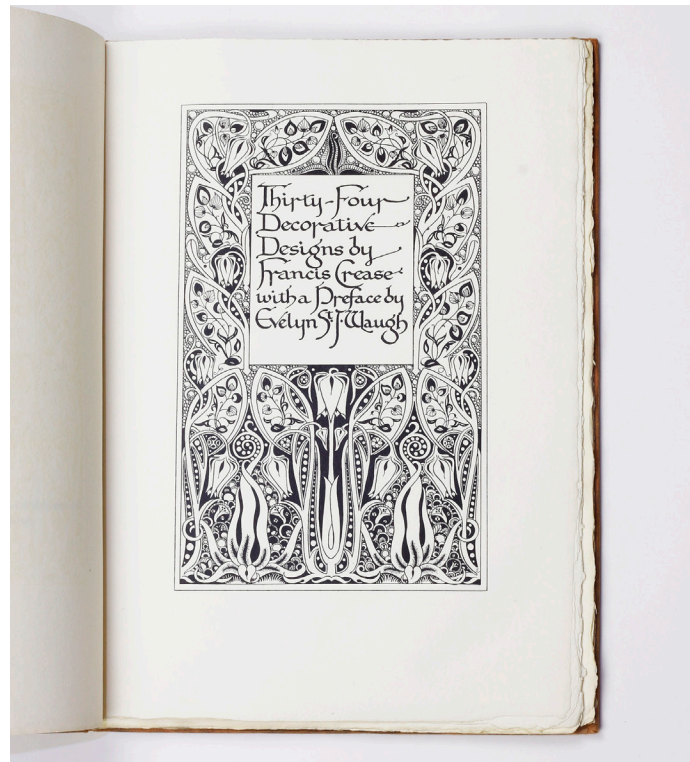 Thirty-Four
Decorative
Designs by
Francis Crease
with a Preface by
Evelyn St. J. Waugh